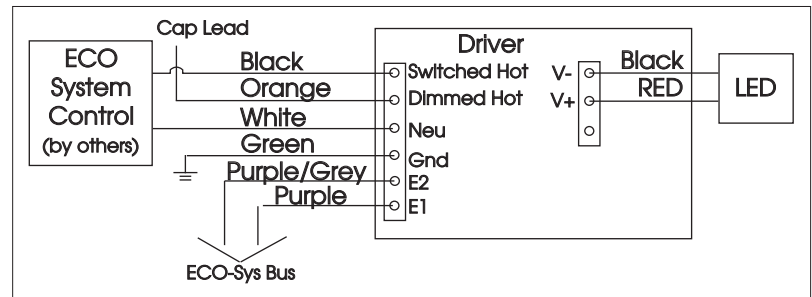 Cap Lead
ECO
System
Control
(by others)
Black
Orange
White
Green
Purple/Grey
Purple
ECO-Sys Bus
Driver
Switched Hot
Dimmed Hot
Neu
Gnd
E2
E1
V-
V+
Black
RED
LED